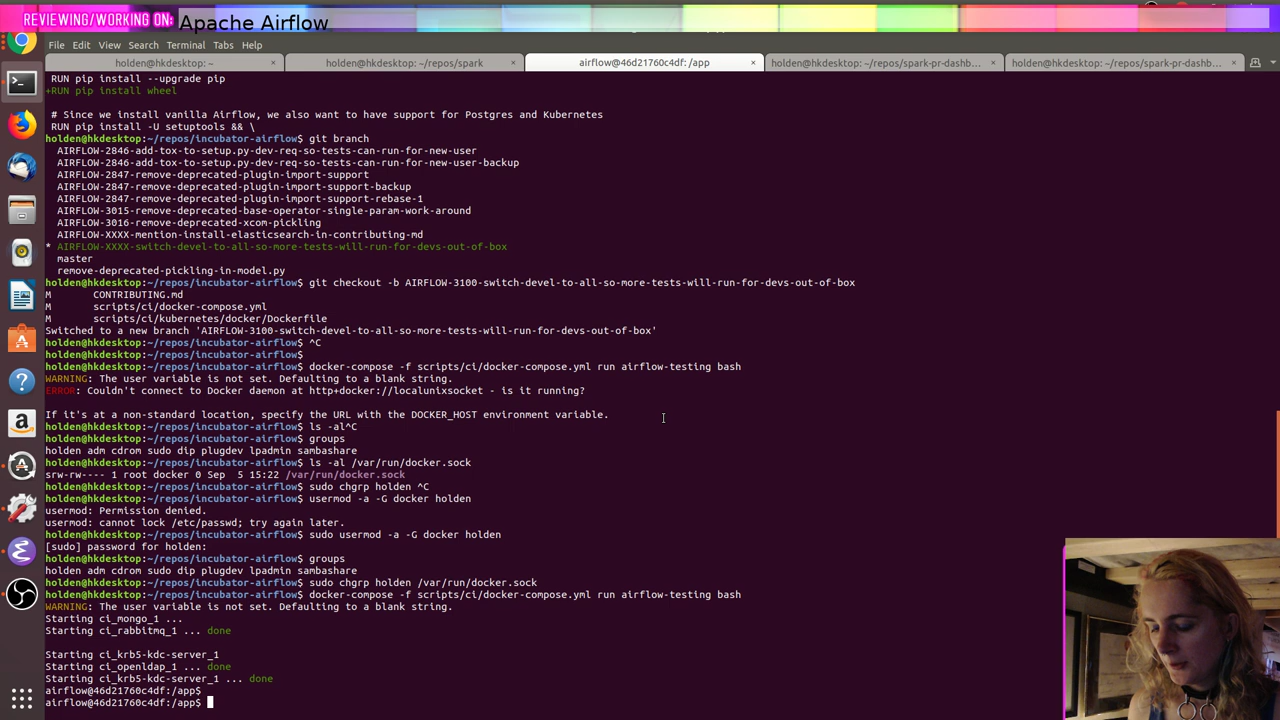 REVIEWING/WORKING ON: Apache Airflow
File Edit View Search Terminal Tabs Help
holden@hkdesktop: ~ × holden@hkdesktop: ~/repos/spark × airflow@46d21760c4df: /app × holden@hkdesktop: ~/repos/spark-pr-dashb... × holden@hkdesktop: ~/repos/spark-pr-dashb... ×
RUN pip install --upgrade pip
+RUN pip install wheel
# Since we install vanilla Airflow, we also want to have support for Postgres and Kubernetes
RUN pip install -U setuptools && \
holden@hkdesktop:~/repos/incubator-airflow$ git branch
AIRFLOW-2846-add-tox-to-setup.py-dev-req-so-tests-can-run-for-new-user
AIRFLOW-2846-add-tox-to-setup.py-dev-req-so-tests-can-run-for-new-user-backup
AIRFLOW-2847-remove-deprecated-plugin-import-support
AIRFLOW-2847-remove-deprecated-plugin-import-support-backup
AIRFLOW-2847-remove-deprecated-plugin-import-support-rebase-1
AIRFLOW-3015-remove-deprecated-base-operator-single-param-work-around
AIRFLOW-3016-remove-deprecated-xcom-pickling
AIRFLOW-XXXX-mention-install-elasticsearch-in-contributing-md
* AIRFLOW-XXXX-switch-devel-to-all-so-more-tests-will-run-for-devs-out-of-box
master
remove-deprecated-pickling-in-model.py
holden@hkdesktop:~/repos/incubator-airflow$ git checkout -b AIRFLOW-3100-switch-devel-to-all-so-more-tests-will-run-for-devs-out-of-box
M CONTRIBUTING.md
M scripts/ci/docker-compose.yml
M scripts/ci/kubernetes/docker/Dockerfile
Switched to a new branch 'AIRFLOW-3100-switch-devel-to-all-so-more-tests-will-run-for-devs-out-of-box'
holden@hkdesktop:~/repos/incubator-airflow$ ^C
holden@hkdesktop:~/repos/incubator-airflow$
holden@hkdesktop:~/repos/incubator-airflow$ docker-compose -f scripts/ci/docker-compose.yml run airflow-testing bash
WARNING: The user variable is not set. Defaulting to a blank string.
ERROR: Couldn't connect to Docker daemon at http+docker://localunixsocket - is it running?
If it's at a non-standard location, specify the URL with the DOCKER_HOST environment variable.
holden@hkdesktop:~/repos/incubator-airflow$ ls -al^C
holden@hkdesktop:~/repos/incubator-airflow$ groups
holden adm cdrom sudo dip plugdev lpadmin sambashare
holden@hkdesktop:~/repos/incubator-airflow$ ls -al /var/run/docker.sock
srw-rw---- 1 root docker 0 Sep 5 15:22 /var/run/docker.sock
holden@hkdesktop:~/repos/incubator-airflow$ sudo chgrp holden ^C
holden@hkdesktop:~/repos/incubator-airflow$ usermod -a -G docker holden
usermod: Permission denied.
usermod: cannot lock /etc/passwd; try again later.
holden@hkdesktop:~/repos/incubator-airflow$ sudo usermod -a -G docker holden
[sudo] password for holden:
holden@hkdesktop:~/repos/incubator-airflow$ groups
holden adm cdrom sudo dip plugdev lpadmin sambashare
holden@hkdesktop:~/repos/incubator-airflow$ sudo chgrp holden /var/run/docker.sock
holden@hkdesktop:~/repos/incubator-airflow$ docker-compose -f scripts/ci/docker-compose.yml run airflow-testing bash
WARNING: The user variable is not set. Defaulting to a blank string.
Starting ci_mongo_1 ...
Starting ci_rabbitmq_1 ... done
Starting ci_krb5-kdc-server_1
Starting ci_openldap_1 ... done
Starting ci_krb5-kdc-server_1 ... done
airflow@46d21760c4df:/app$
airflow@46d21760c4df:/app$